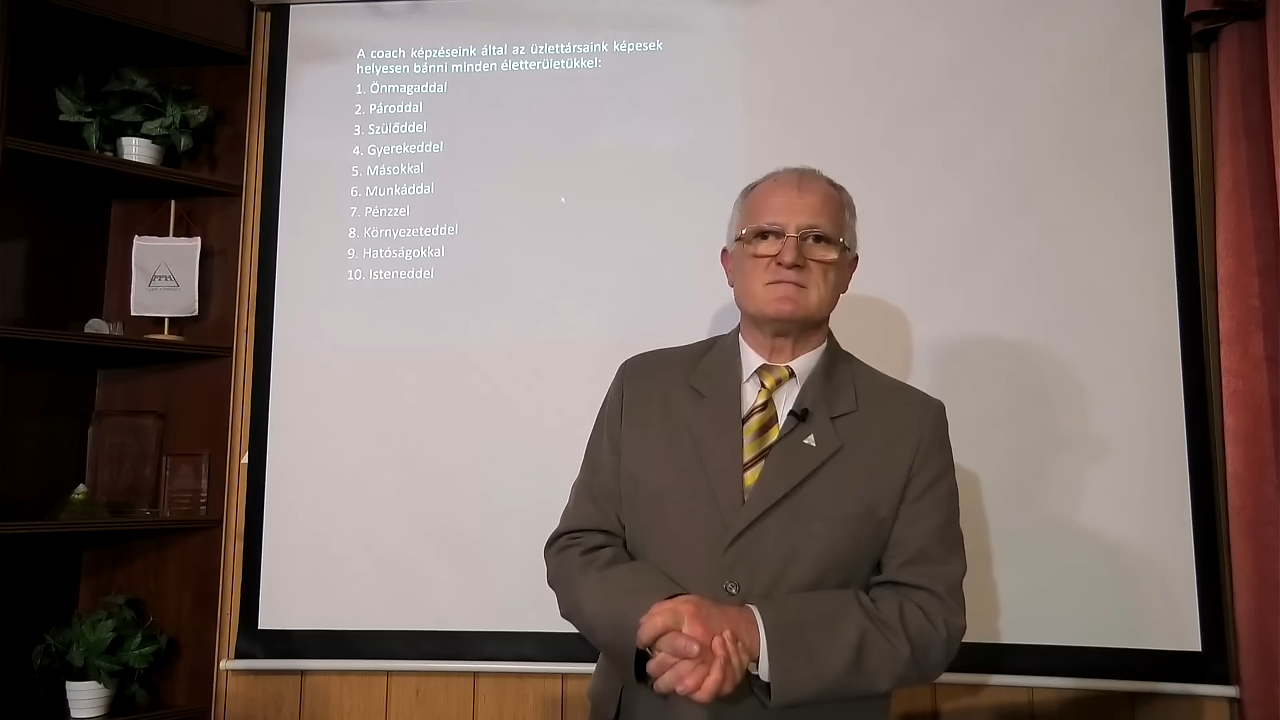 A coach képzéseink által az üzlettársaink képesek
helyesen bánni minden életterületükkel:
1. Önmagaddal
2. Pároddal
3. Szülőddel
4. Gyerekeddel
5. Másokkal
6. Munkáddal
7. Pénzzel
8. Környezeteddel
9. Hatóságokkal
10. Isteneddel